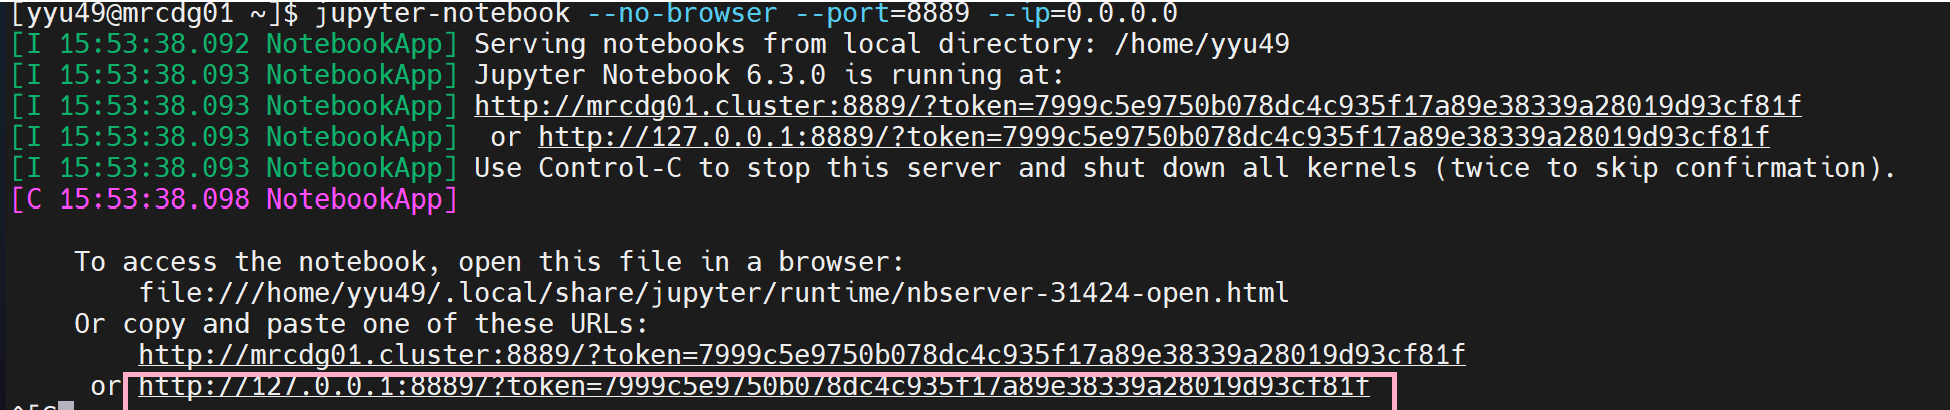 [yyu49@mrcdg01 ~]$ jupyter-notebook --no-browser --port=8889 --ip=0.0.0.0
[I 15:53:38.092 NotebookApp] Serving notebooks from local directory: /home/yyu49
[I 15:53:38.093 NotebookApp] Jupyter Notebook 6.3.0 is running at:
[I 15:53:38.093 NotebookApp] http://mrcdg01.cluster:8889/?token=7999c5e9750b078dc4c935f17a89e38339a28019d93cf81f
[I 15:53:38.093 NotebookApp]  or http://127.0.0.1:8889/?token=7999c5e9750b078dc4c935f17a89e38339a28019d93cf81f
[I 15:53:38.093 NotebookApp] Use Control-C to stop this server and shut down all kernels (twice to skip confirmation).
[C 15:53:38.098 NotebookApp]
To access the notebook, open this file in a browser:
file:///home/yyu49/.local/share/jupyter/runtime/nbserver-31424-open.html
Or copy and paste one of these URLs:
http://mrcdg01.cluster:8889/?token=7999c5e9750b078dc4c935f17a89e38339a28019d93cf81f
or http://127.0.0.1:8889/?token=7999c5e9750b078dc4c935f17a89e38339a28019d93cf81f